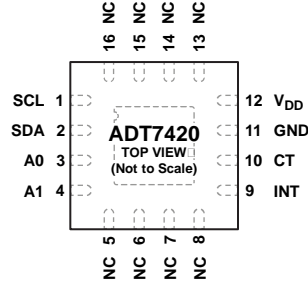 16 NC
15 NC
14 NC
13 NC
SCL 1
SDA 2
A0 3
A1 4
ADT7420
TOP VIEW
(Not to Scale)
12 VDD
11 GND
10 CT
9 INT
NC 5
NC 6
NC 7
NC 8